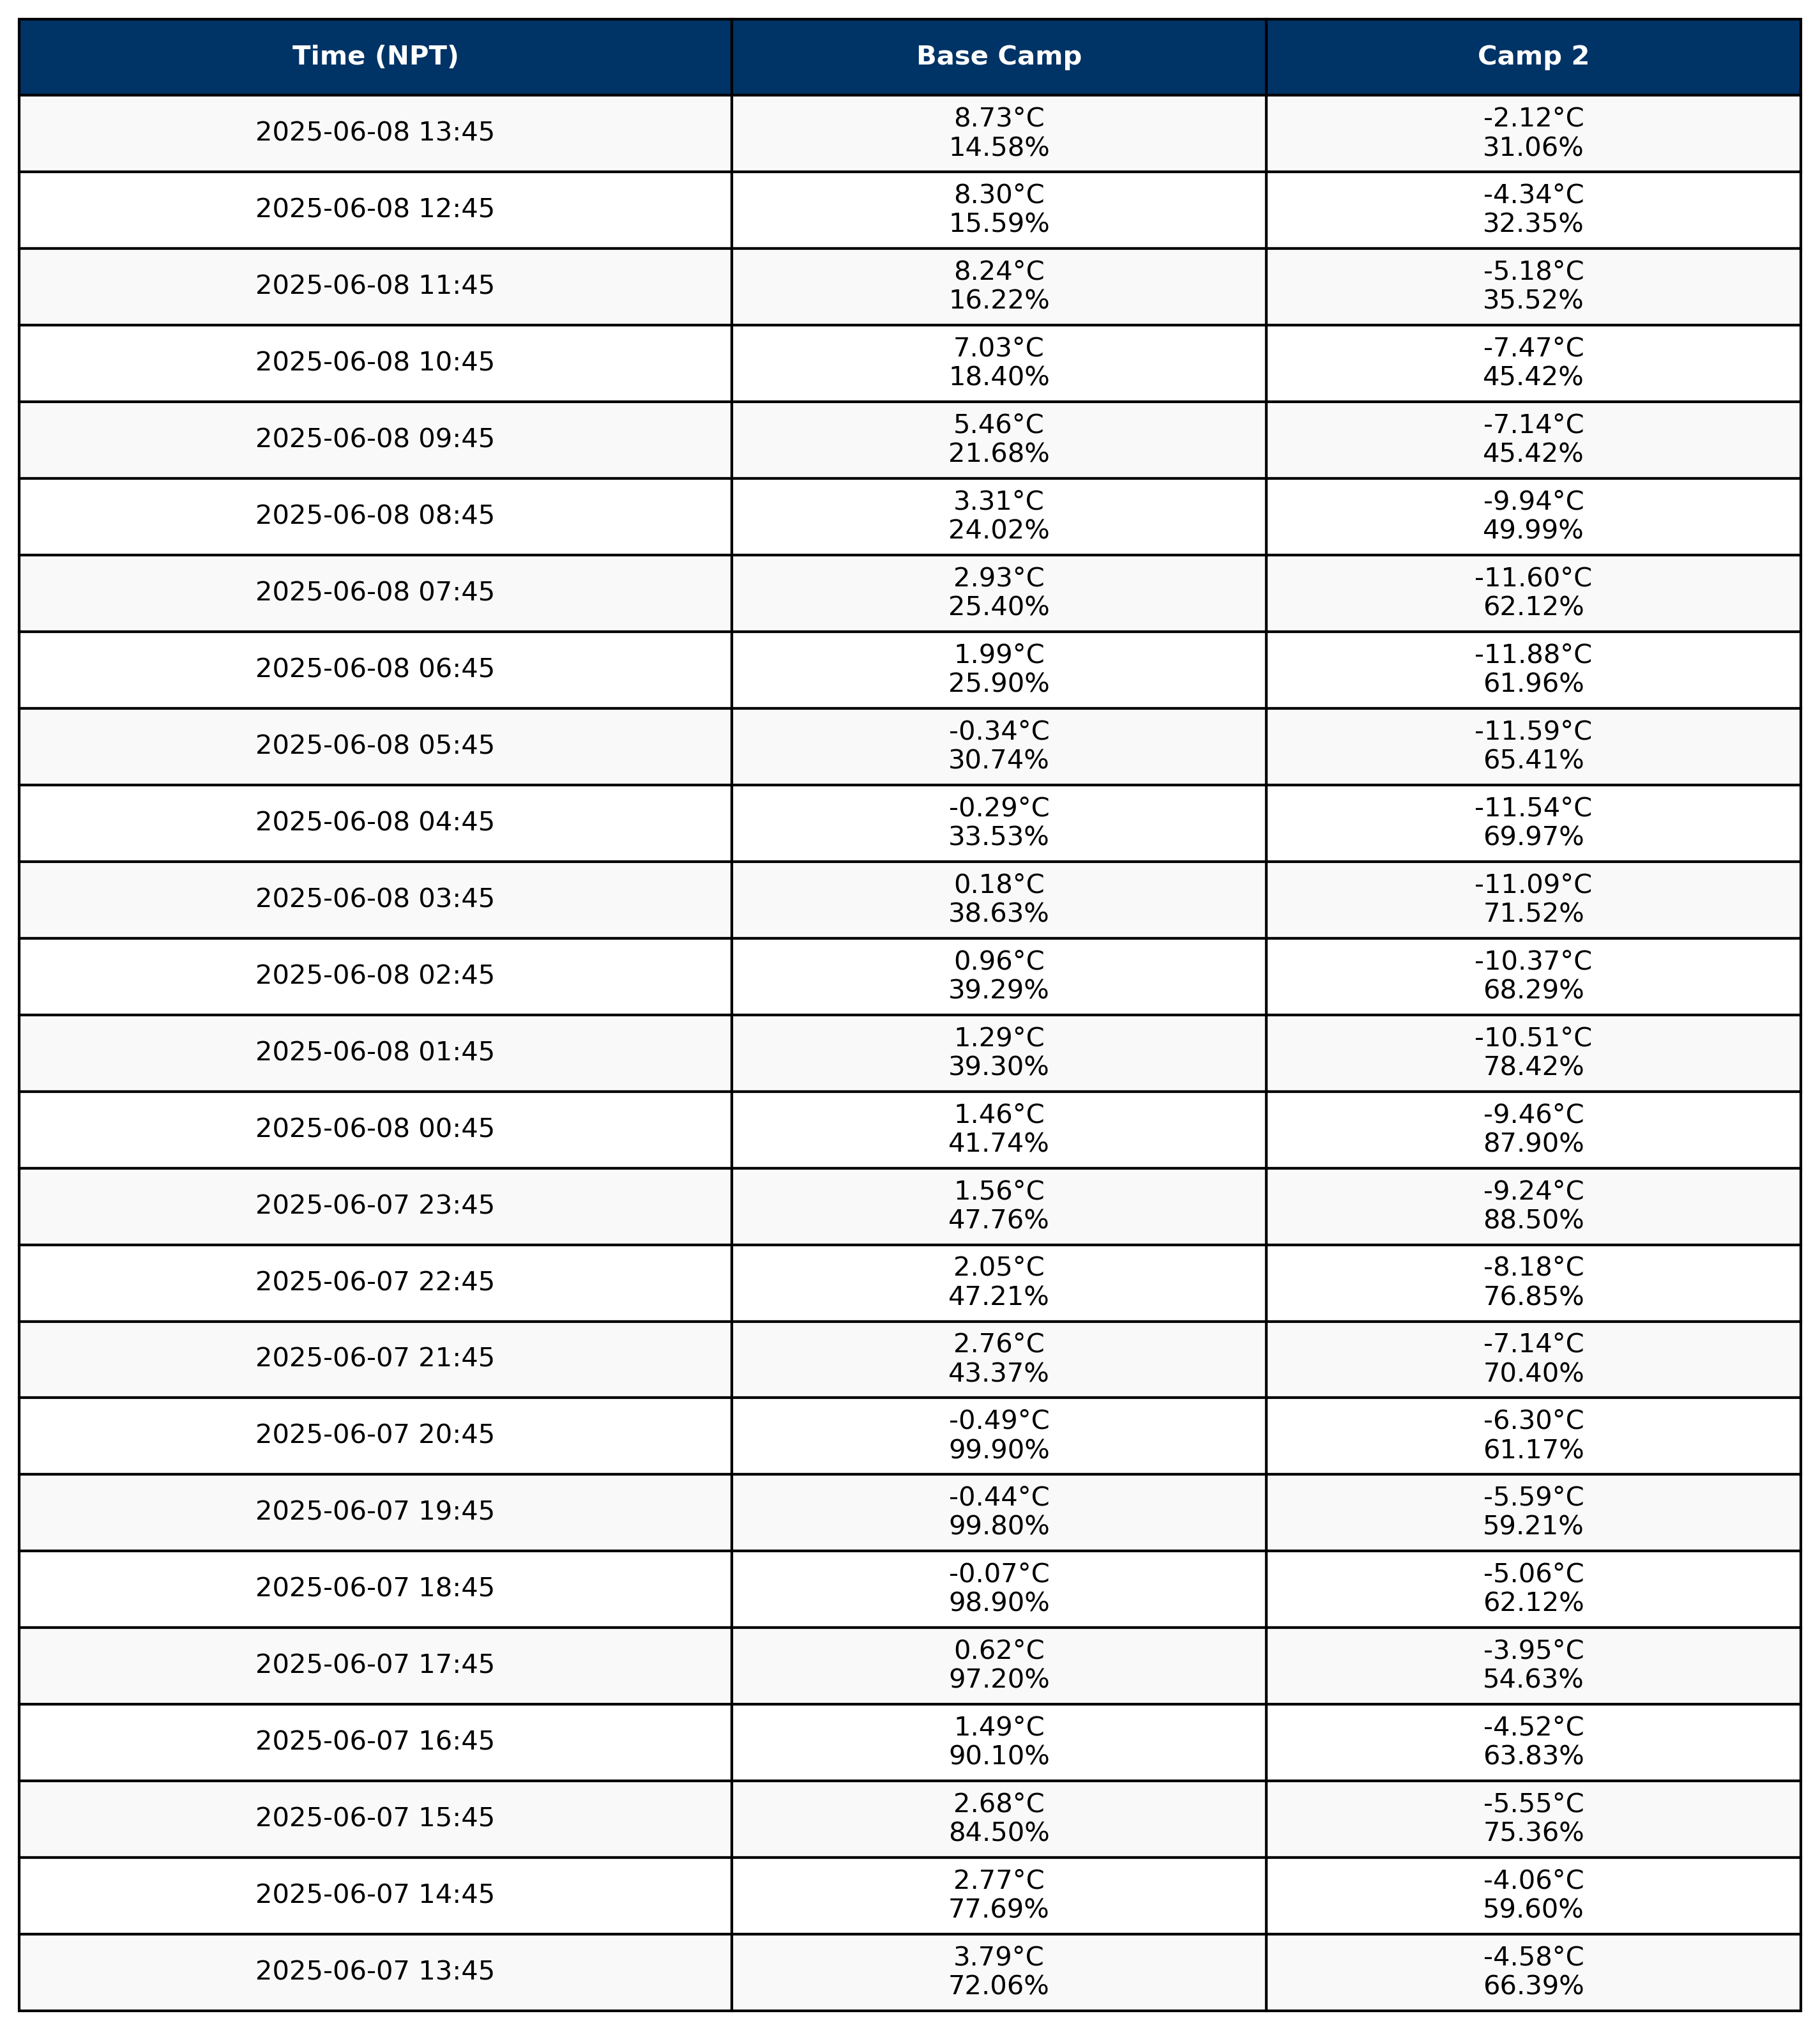 Time (NPT) Base Camp Camp 2
2025-06-08 13:45 8.73°C -2.12°C
14.58% 31.06%
2025-06-08 12:45 8.30°C -4.34°C
15.59% 32.35%
2025-06-08 11:45 8.24°C -5.18°C
16.22% 35.52%
2025-06-08 10:45 7.03°C -7.47°C
18.40% 45.42%
2025-06-08 09:45 5.46°C -7.14°C
21.68% 45.42%
2025-06-08 08:45 3.31°C -9.94°C
24.02% 49.99%
2025-06-08 07:45 2.93°C -11.60°C
25.40% 62.12%
2025-06-08 06:45 1.99°C -11.88°C
25.90% 61.96%
2025-06-08 05:45 -0.34°C -11.59°C
30.74% 65.41%
2025-06-08 04:45 -0.29°C -11.54°C
33.53% 69.97%
2025-06-08 03:45 0.18°C -11.09°C
38.63% 71.52%
2025-06-08 02:45 0.96°C -10.37°C
39.29% 68.29%
2025-06-08 01:45 1.29°C -10.51°C
39.30% 78.42%
2025-06-08 00:45 1.46°C -9.46°C
41.74% 87.90%
2025-06-07 23:45 1.56°C -9.24°C
47.76% 88.50%
2025-06-07 22:45 2.05°C -8.18°C
47.21% 76.85%
2025-06-07 21:45 2.76°C -7.14°C
43.37% 70.40%
2025-06-07 20:45 -0.49°C -6.30°C
99.90% 61.17%
2025-06-07 19:45 -0.44°C -5.59°C
99.80% 59.21%
2025-06-07 18:45 -0.07°C -5.06°C
98.90% 62.12%
2025-06-07 17:45 0.62°C -3.95°C
97.20% 54.63%
2025-06-07 16:45 1.49°C -4.52°C
90.10% 63.83%
2025-06-07 15:45 2.68°C -5.55°C
84.50% 75.36%
2025-06-07 14:45 2.77°C -4.06°C
77.69% 59.60%
2025-06-07 13:45 3.79°C -4.58°C
72.06% 66.39%